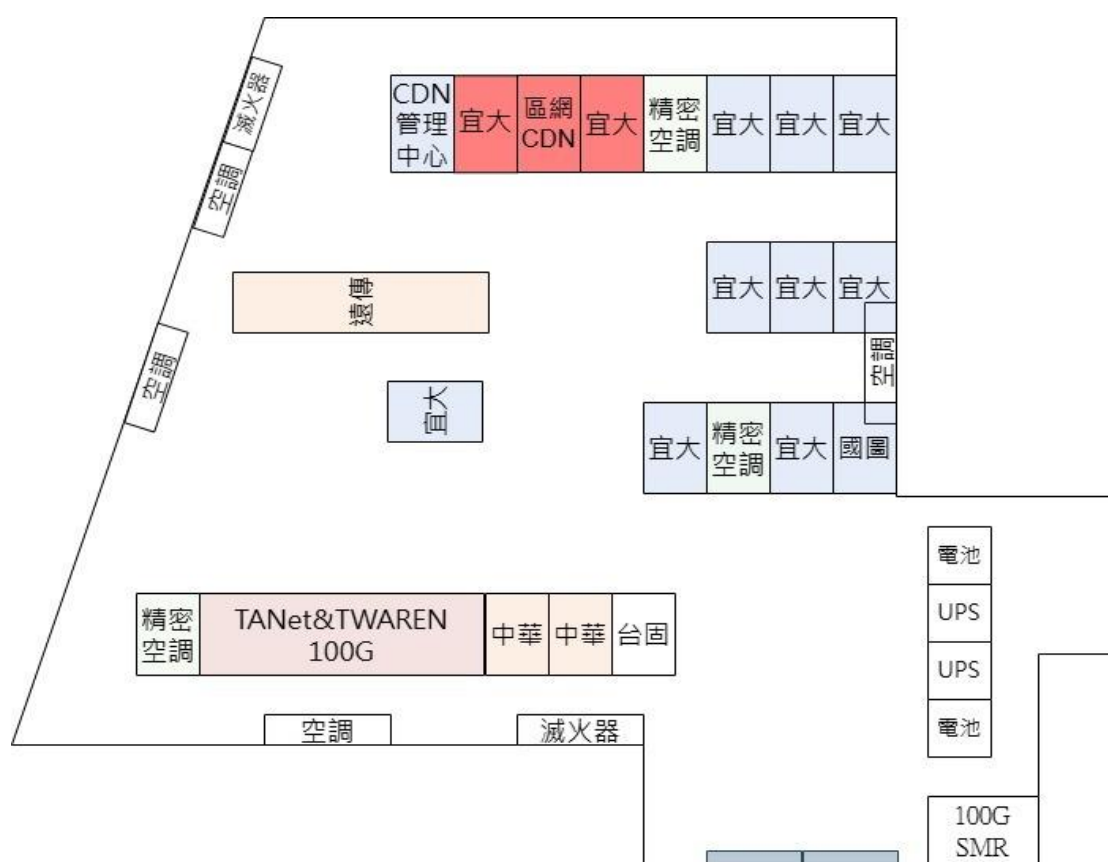 滅火器
空調
空調
CDN
管理
中心
宜大
區網
CDN
宜大
精密
空調
宜大
宜大
宜大
遠傳
宜大
宜大
宜大
空調
宜大
宜大
精密
空調
宜大
國圖
精密
空調
TANet&TWAREN
100G
中華
中華
台固
空調
滅火器
電池
UPS
UPS
電池
100G
SMR